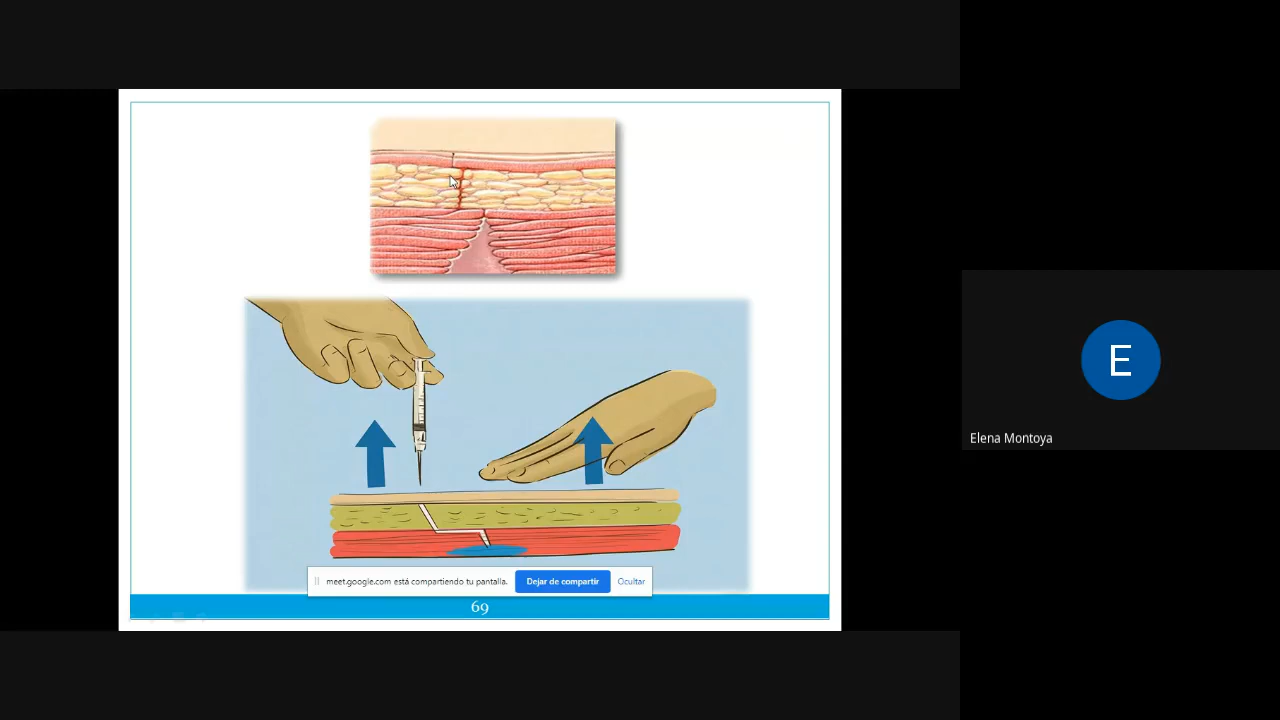 E
Elena Montoya
meet.google.com está compartiendo tu pantalla.
Dejar de compartir
Ocultar
69